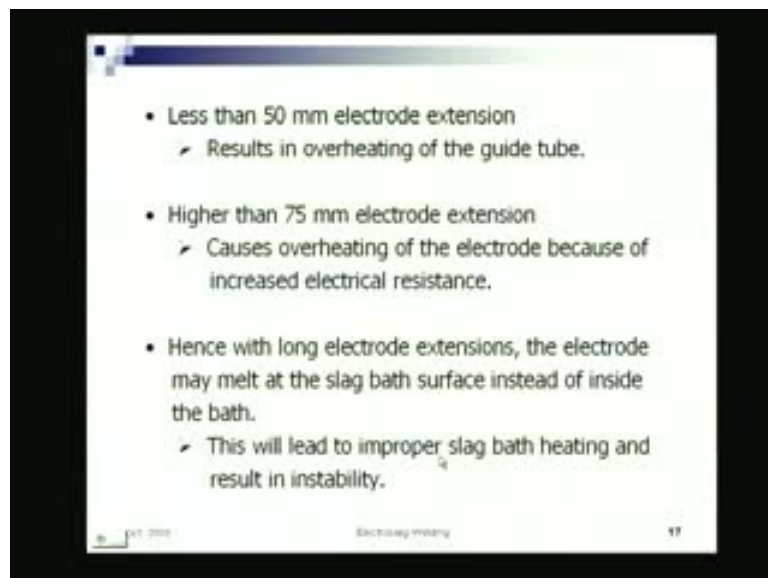 • Less than 50 mm electrode extension
➢ Results in overheating of the guide tube.
• Higher than 75 mm electrode extension
➢ Causes overheating of the electrode because of
increased electrical resistance.
• Hence with long electrode extensions, the electrode
may melt at the slag bath surface instead of inside
the bath.
➢ This will lead to improper slag bath heating and
result in instability.
Electroslag Welding
17